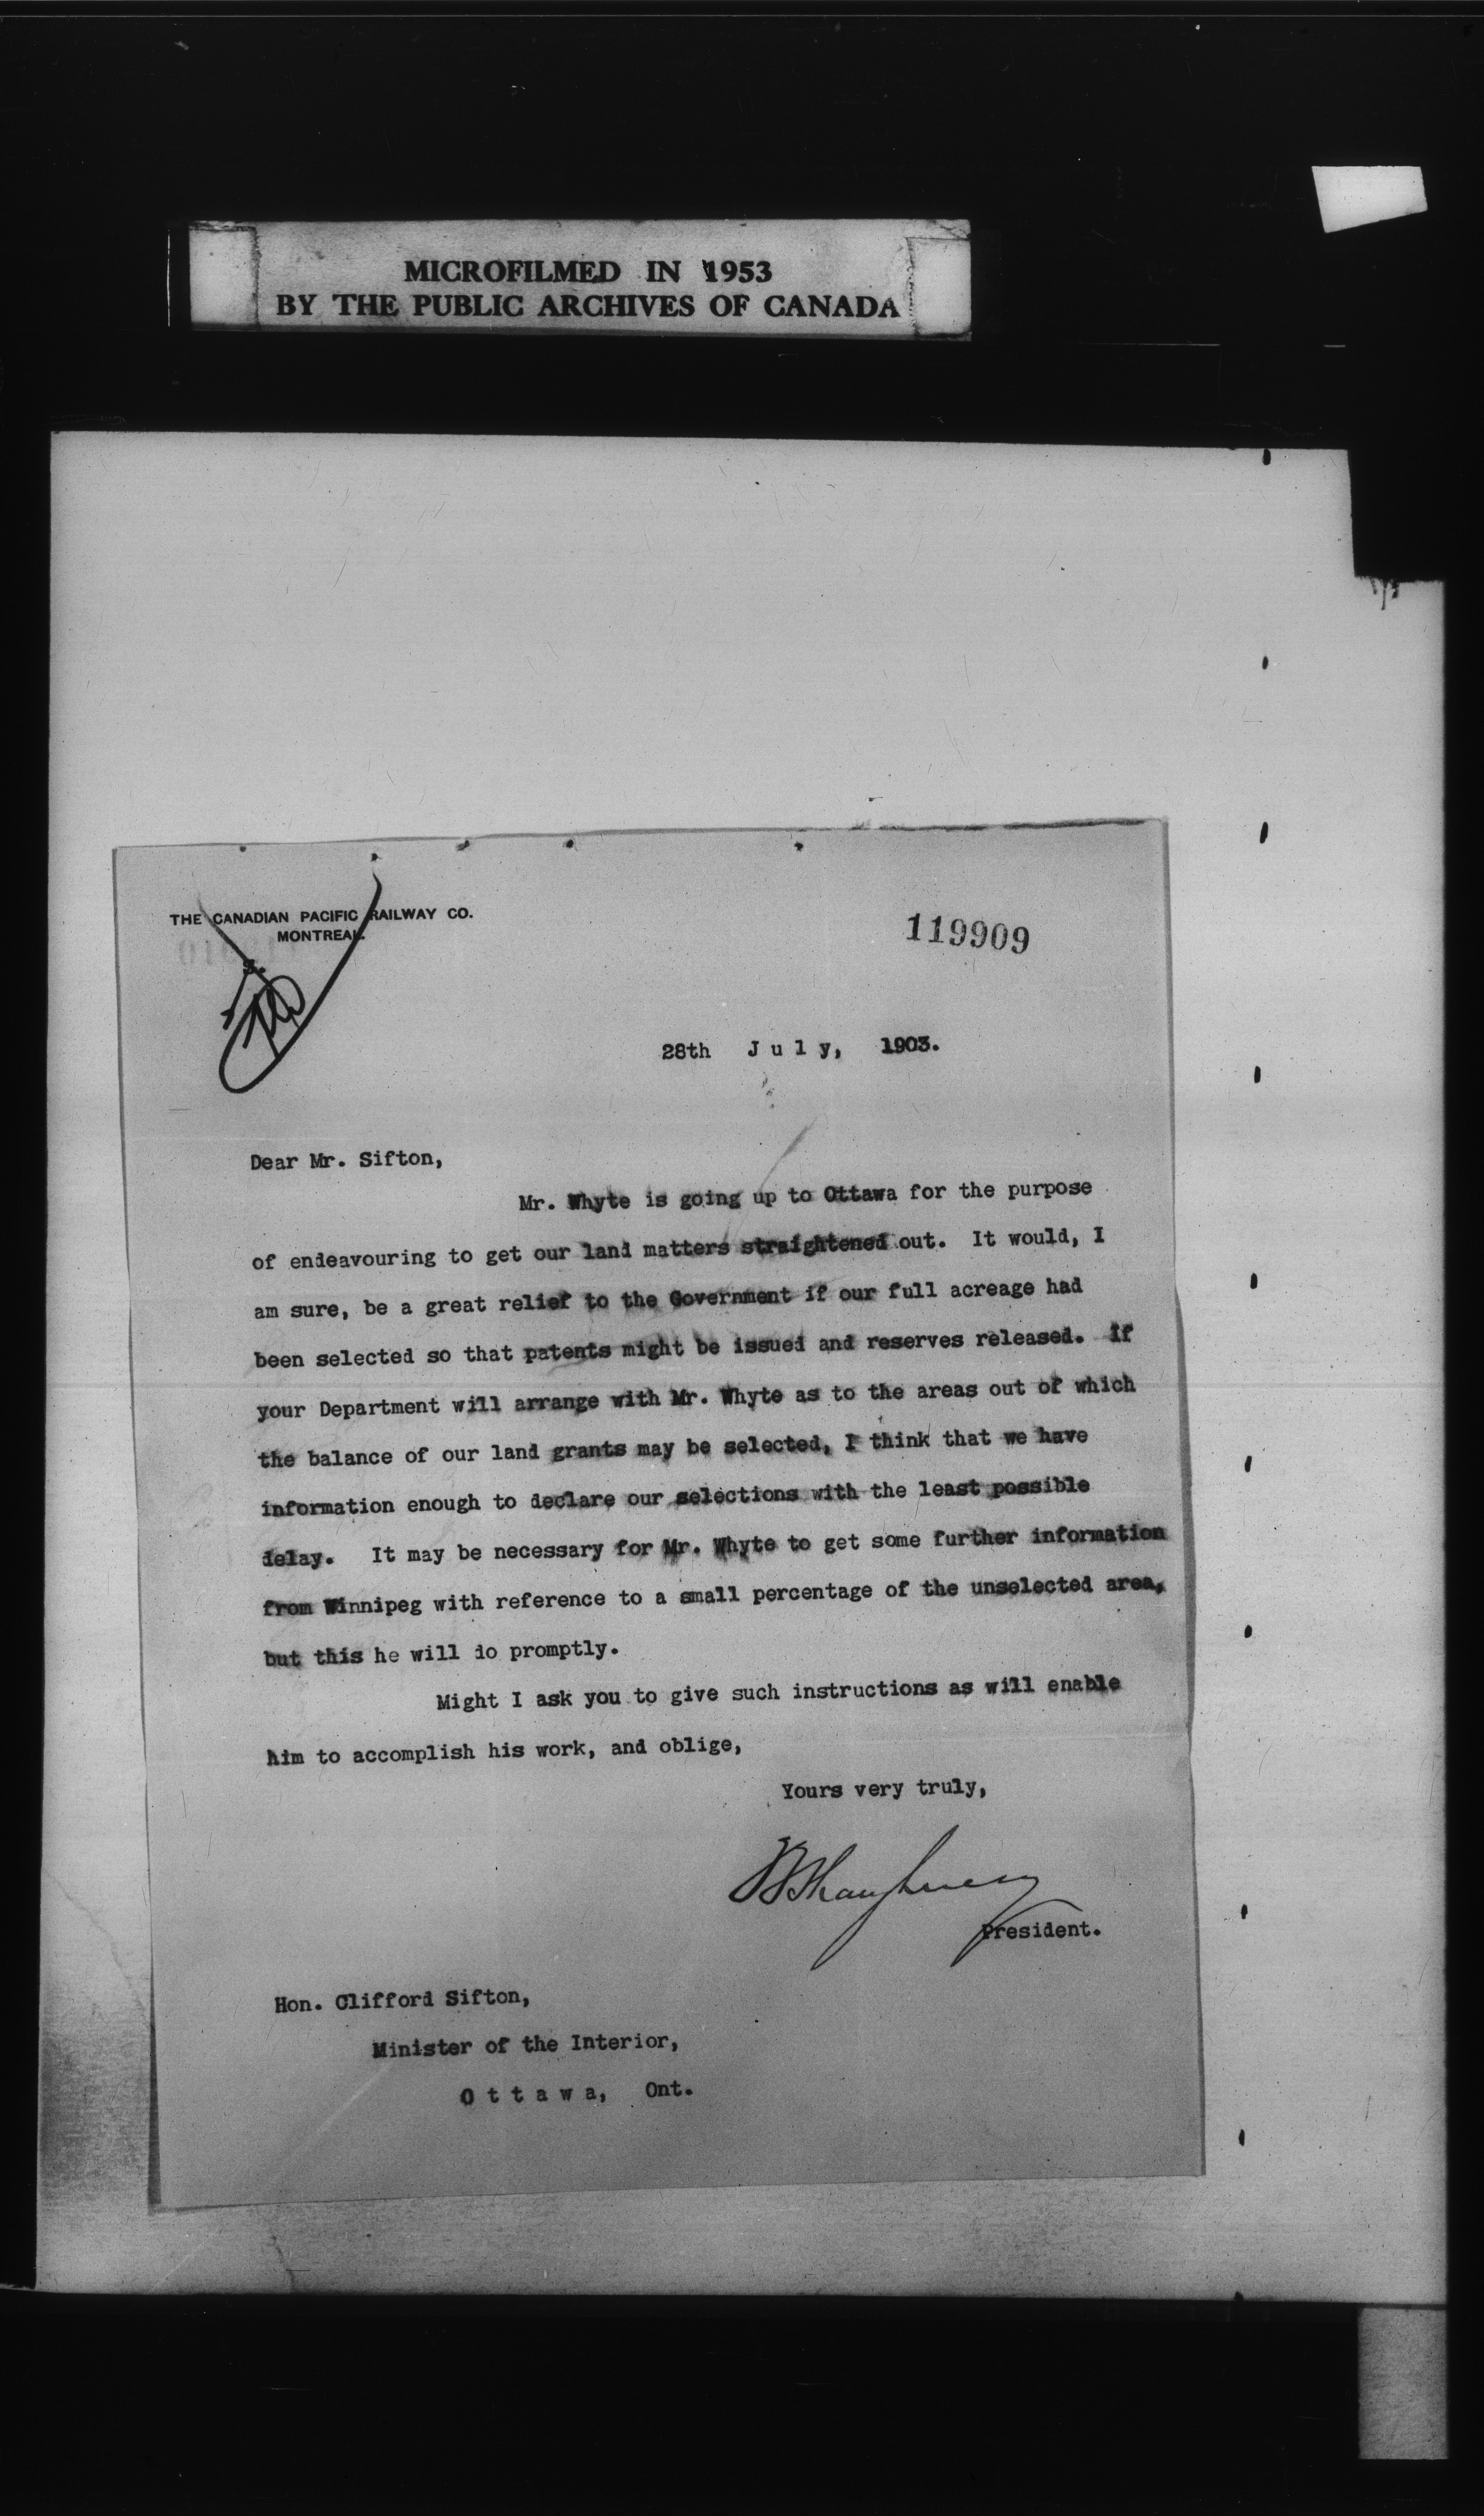 MICROFILMED IN 1953
BY THE PUBLIC ARCHIVES OF CANADA
THE CANADIAN PACIFIC RAILWAY CO.
MONTREAL.
119909
S.
28th July, 1903.
Dear Mr. Sifton,
Mr. Whyte is going up to Ottawa for the purpose
of endeavouring to get our land matters straightened out. It would, I
am sure, be a great relief to the Government if our full acreage had
been selected so that patents might be issued and reserves released. If
your Department will arrange with Mr. Whyte as to the areas out of which
the balance of our land grants may be selected, I think that we have
information enough to declare our selections with the least possible
delay. It may be necessary for Mr. Whyte to get some further information
from Winnipeg with reference to a small percentage of the unselected area,
but this he will do promptly.
Might I ask you to give such instructions as will enable
him to accomplish his work, and oblige,
Yours very truly,
TShaughnessy
President.
Hon. Clifford Sifton,
Minister of the Interior,
Ottawa, Ont.